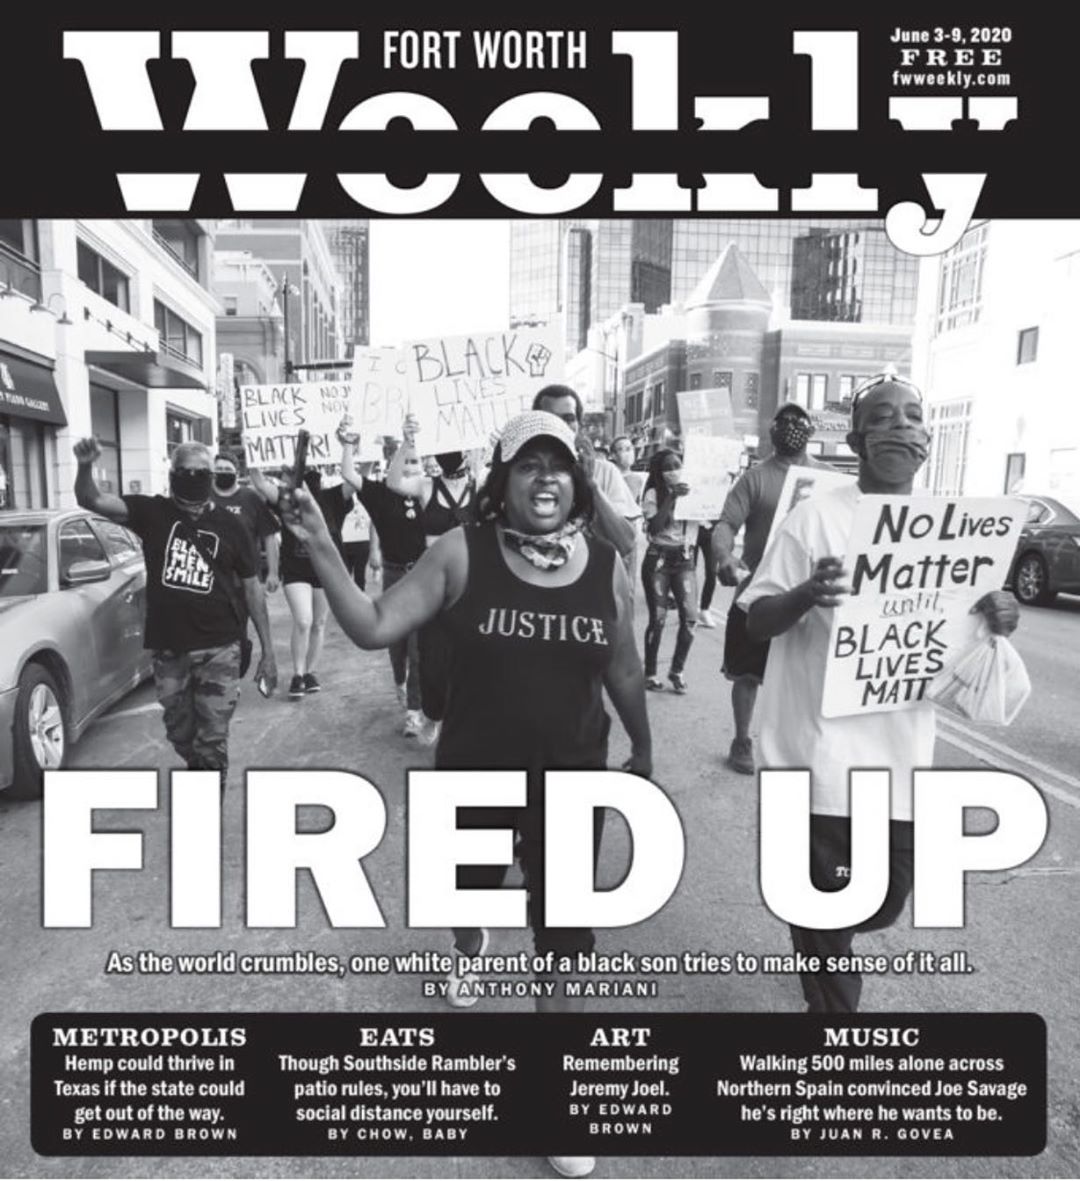 FORT WORTH
Weekly
June 3-9, 2020
FREE
fwweekly.com
BLACK
LIVES
MATTER!
NO J
NOV
I C
BR
BLACK
LIVES
MATTE
BLA
MEN
SMILE
JUSTICE
No Lives
Matter
until,
BLACK
LIVES
MATT
FIRED UP
As the world crumbles, one white parent of a black son tries to make sense of it all.
BY ANTHONY MARIANI
METROPOLIS
Hemp could thrive in
Texas if the state could
get out of the way.
BY EDWARD BROWN
EATS
Though Southside Rambler's
patio rules, you'll have to
social distance yourself.
BY CHOW, BABY
ART
Remembering
Jeremy Joel.
BY EDWARD
BROWN
MUSIC
Walking 500 miles alone across
Northern Spain convinced Joe Savage
he's right where he wants to be.
BY JUAN R. GOVEA